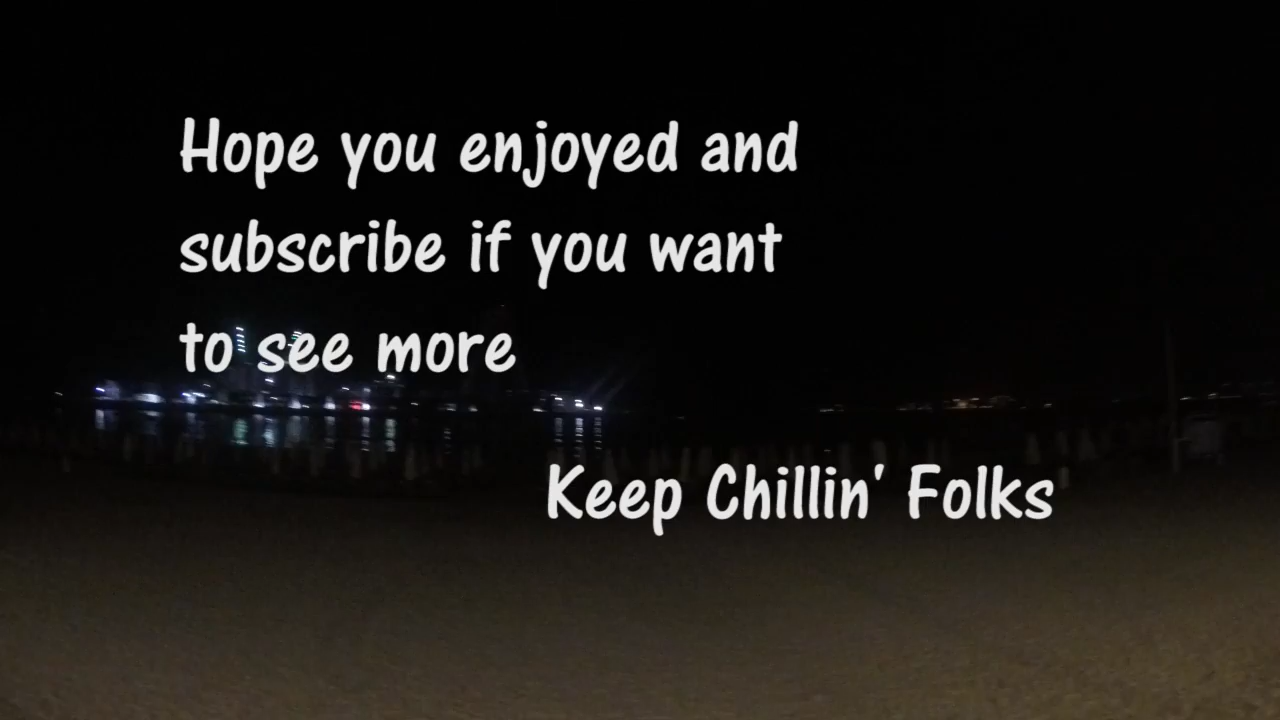 Hope you enjoyed and
subscribe if you want
to see more
Keep Chillin' Folks